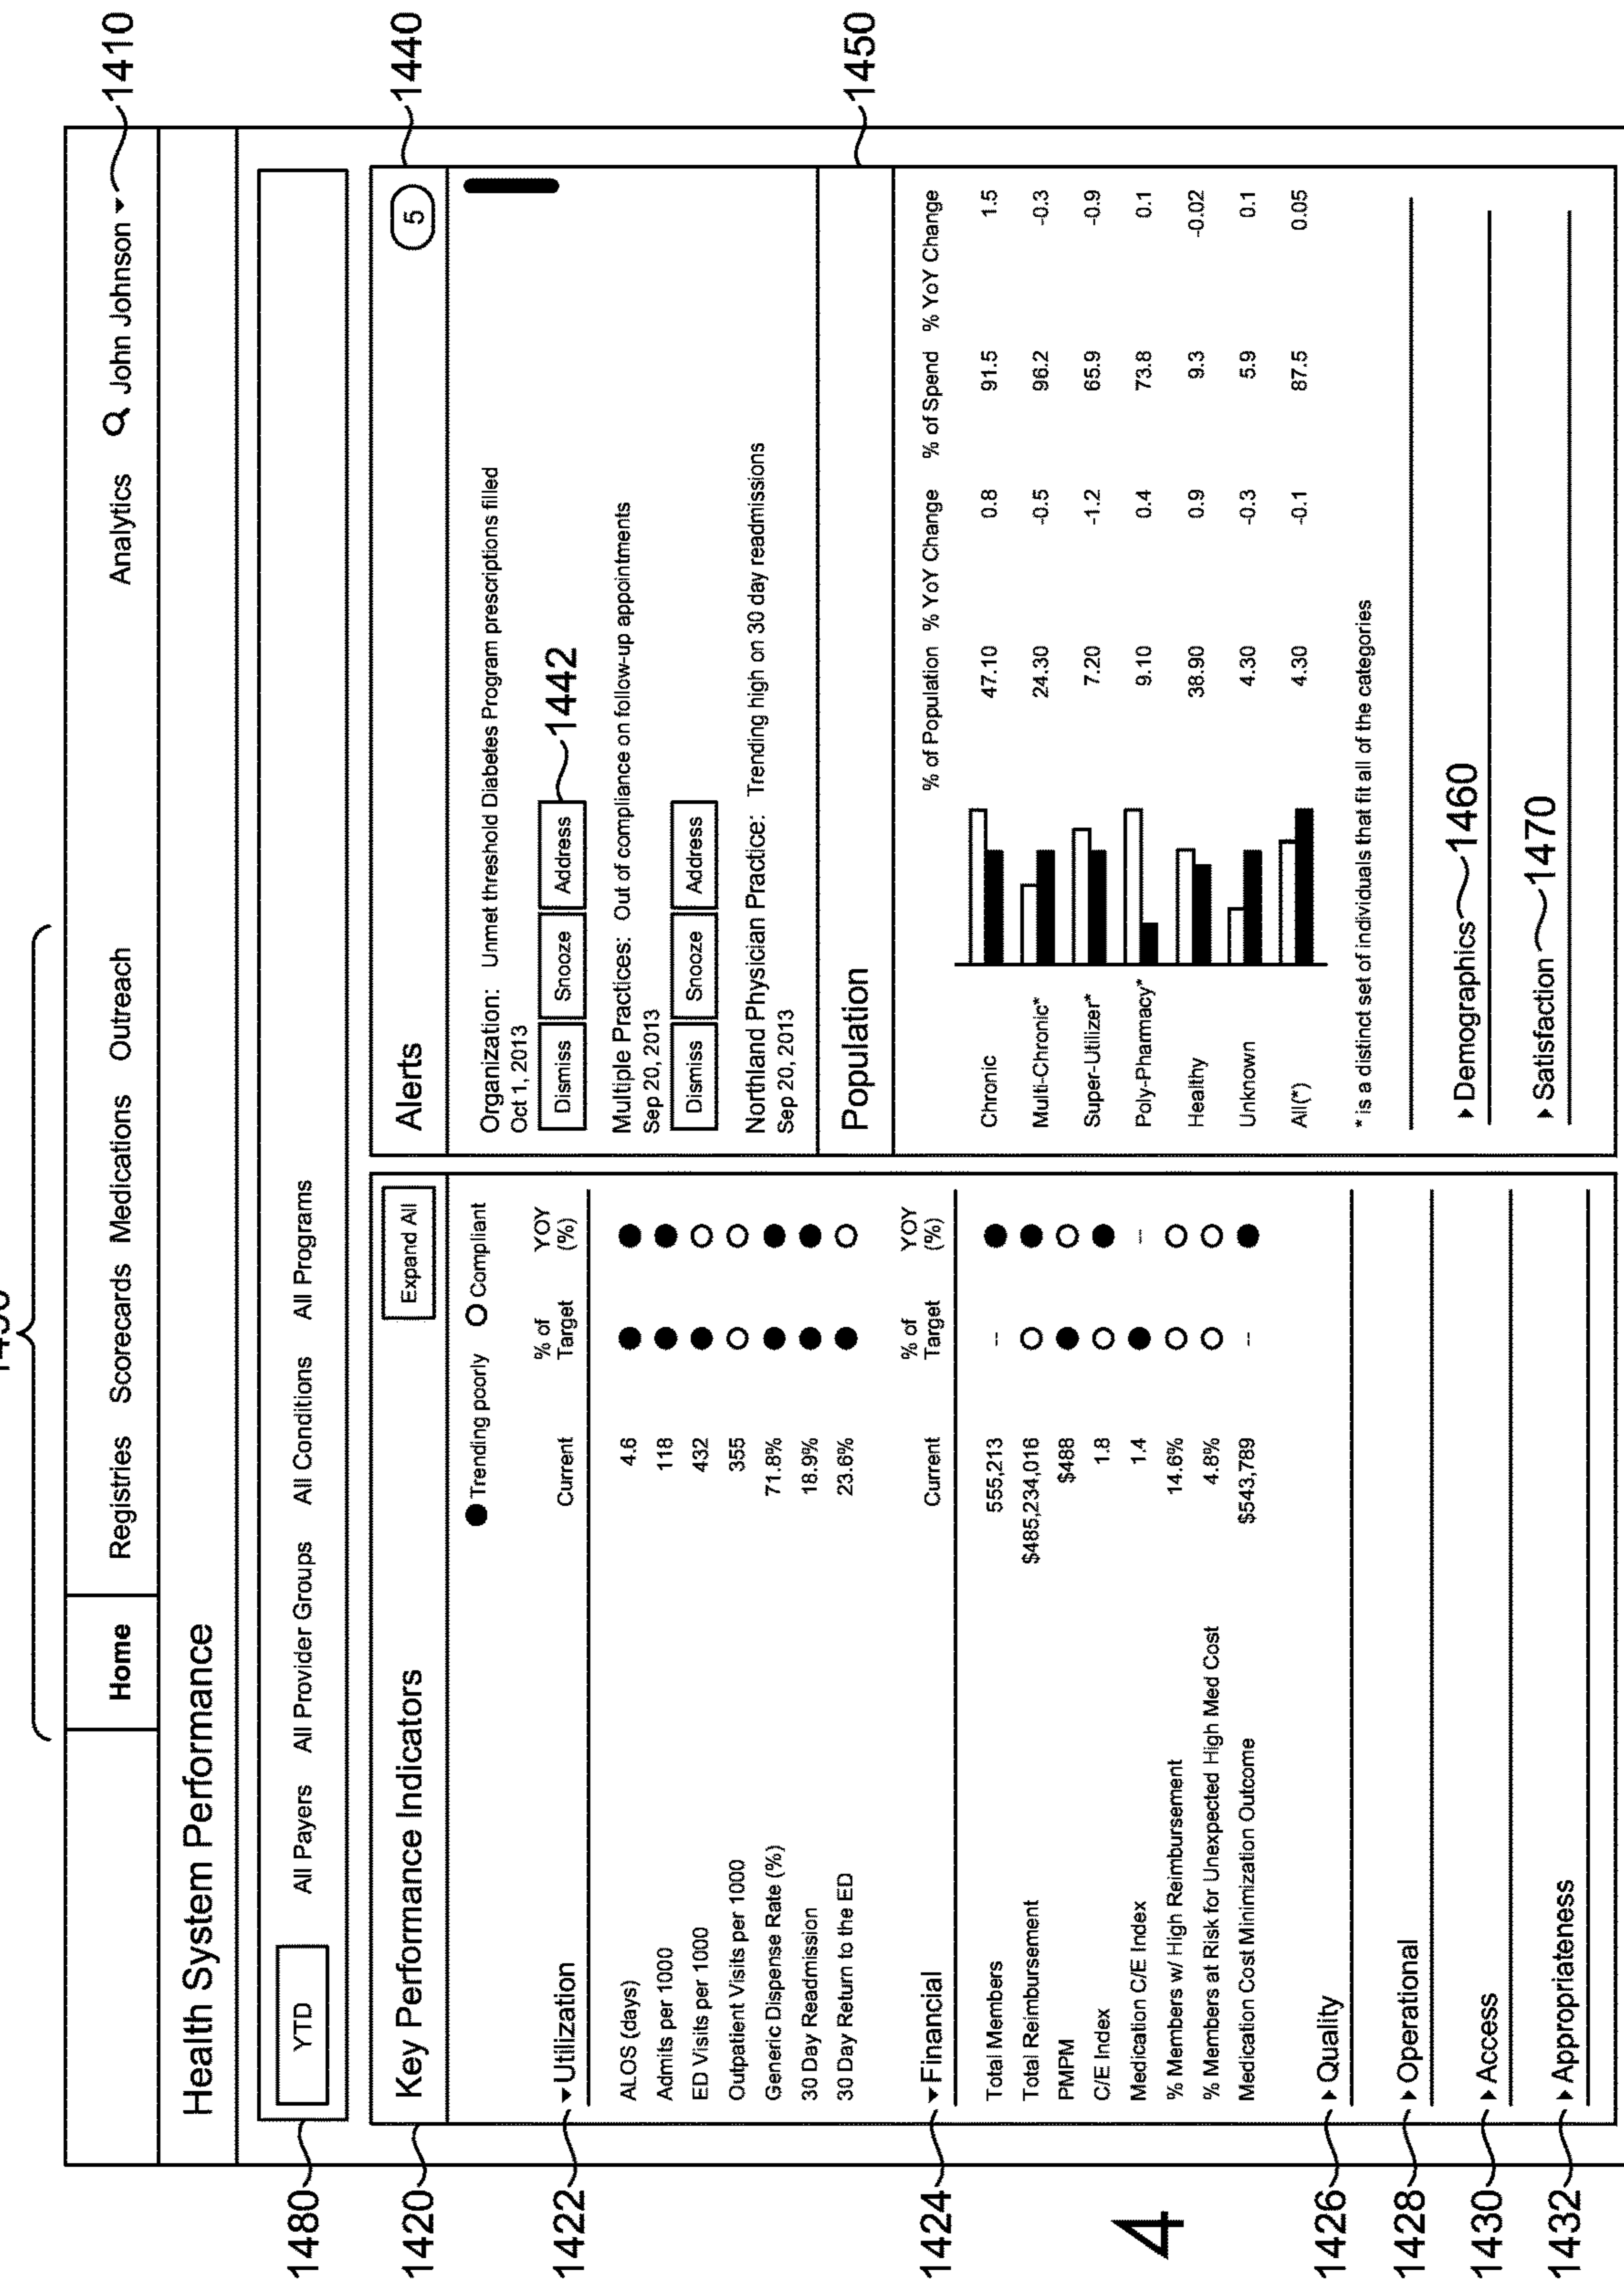 Home Registries Scorecards Medications Outreach Analytics John Johnson 1410
Health System Performance
1480 YTD All Payers All Provider Groups All Conditions All Programs
1420 Key Performance Indicators Expand All
Trending poorly Compliant
1422 Utilization Current % of Target YOY (%)
ALOS (days) 4.6
Admits per 1000 118
ED Visits per 1000 432
Outpatient Visits per 1000 355
Generic Dispense Rate (%) 71.8%
30 Day Readmission 18.9%
30 Day Return to the ED 23.6%
1424 Financial Current % of Target YOY (%)
Total Members 555,213 --
Total Reimbursement $485,234,016
PMPM $488
C/E Index 1.8
Medication C/E Index 1.4 --
% Members w/ High Reimbursement 14.6%
% Members at Risk for Unexpected High Med Cost 4.8%
Medication Cost Minimization Outcome $543,789 --
1426 Quality
1428 Operational
1430 Access
1432 Appropriateness
4
Alerts 5 1440
Organization: Unmet threshold Diabetes Program prescriptions filled
Oct 1, 2013
Dismiss Snooze Address 1442
Multiple Practices: Out of compliance on follow-up appointments
Sep 20, 2013
Dismiss Snooze Address
Northland Physician Practice: Trending high on 30 day readmissions
Sep 20, 2013
Population 1450
% of Population % YoY Change % of Spend % YoY Change
Chronic 47.10 0.8 91.5 1.5
Multi-Chronic* 24.30 -0.5 96.2 -0.3
Super-Utilizer* 7.20 -1.2 65.9 -0.9
Poly-Pharmacy* 9.10 0.4 73.8 0.1
Healthy 38.90 0.9 9.3 -0.02
Unknown 4.30 -0.3 5.9 0.1
All(*) 4.30 -0.1 87.5 0.05
* is a distinct set of individuals that fit all of the categories
Demographics 1460
Satisfaction 1470